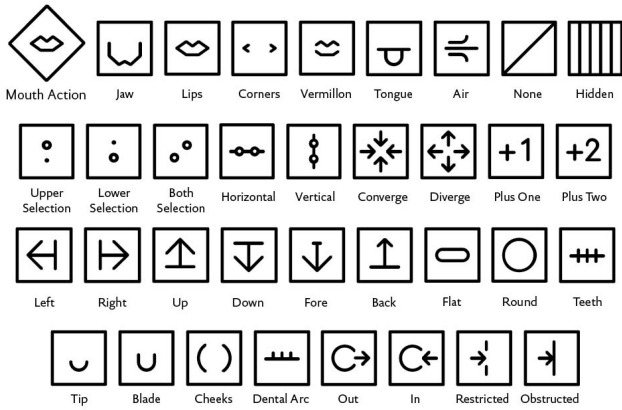 Mouth Action Jaw Lips Corners Vermillon Tongue Air None Hidden
+1 +2
Upper Selection Lower Selection Both Selection Horizontal Vertical Converge Diverge Plus One Plus Two
Left Right Up Down Fore Back Flat Round Teeth
Tip Blade Cheeks Dental Arc Out In Restricted Obstructed